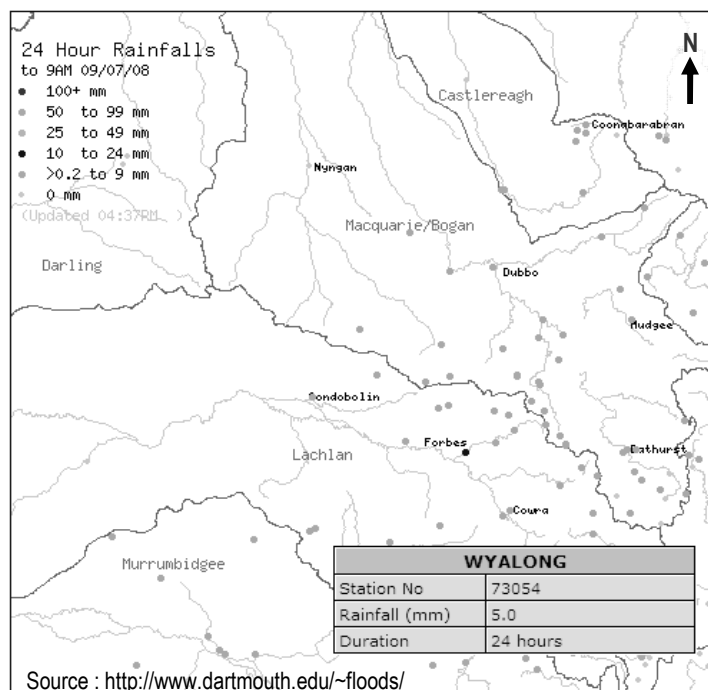 24 Hour Rainfalls
to 9AM 09/07/08
100+ mm
50 to 99 mm
25 to 49 mm
10 to 24 mm
>0.2 to 9 mm
0 mm
(Updated 04:37PM )
N
Castlereagh
Coonabarabran
Nyngan
Macquarie/Bogan
Darling
Dubbo
Mudgee
Condobolin
Forbes
Bathurst
Lachlan
Cowra
Murrumbidgee
WYALONG
Station No 73054
Rainfall (mm) 5.0
Duration 24 hours
Source : http://www.dartmouth.edu/~floods/